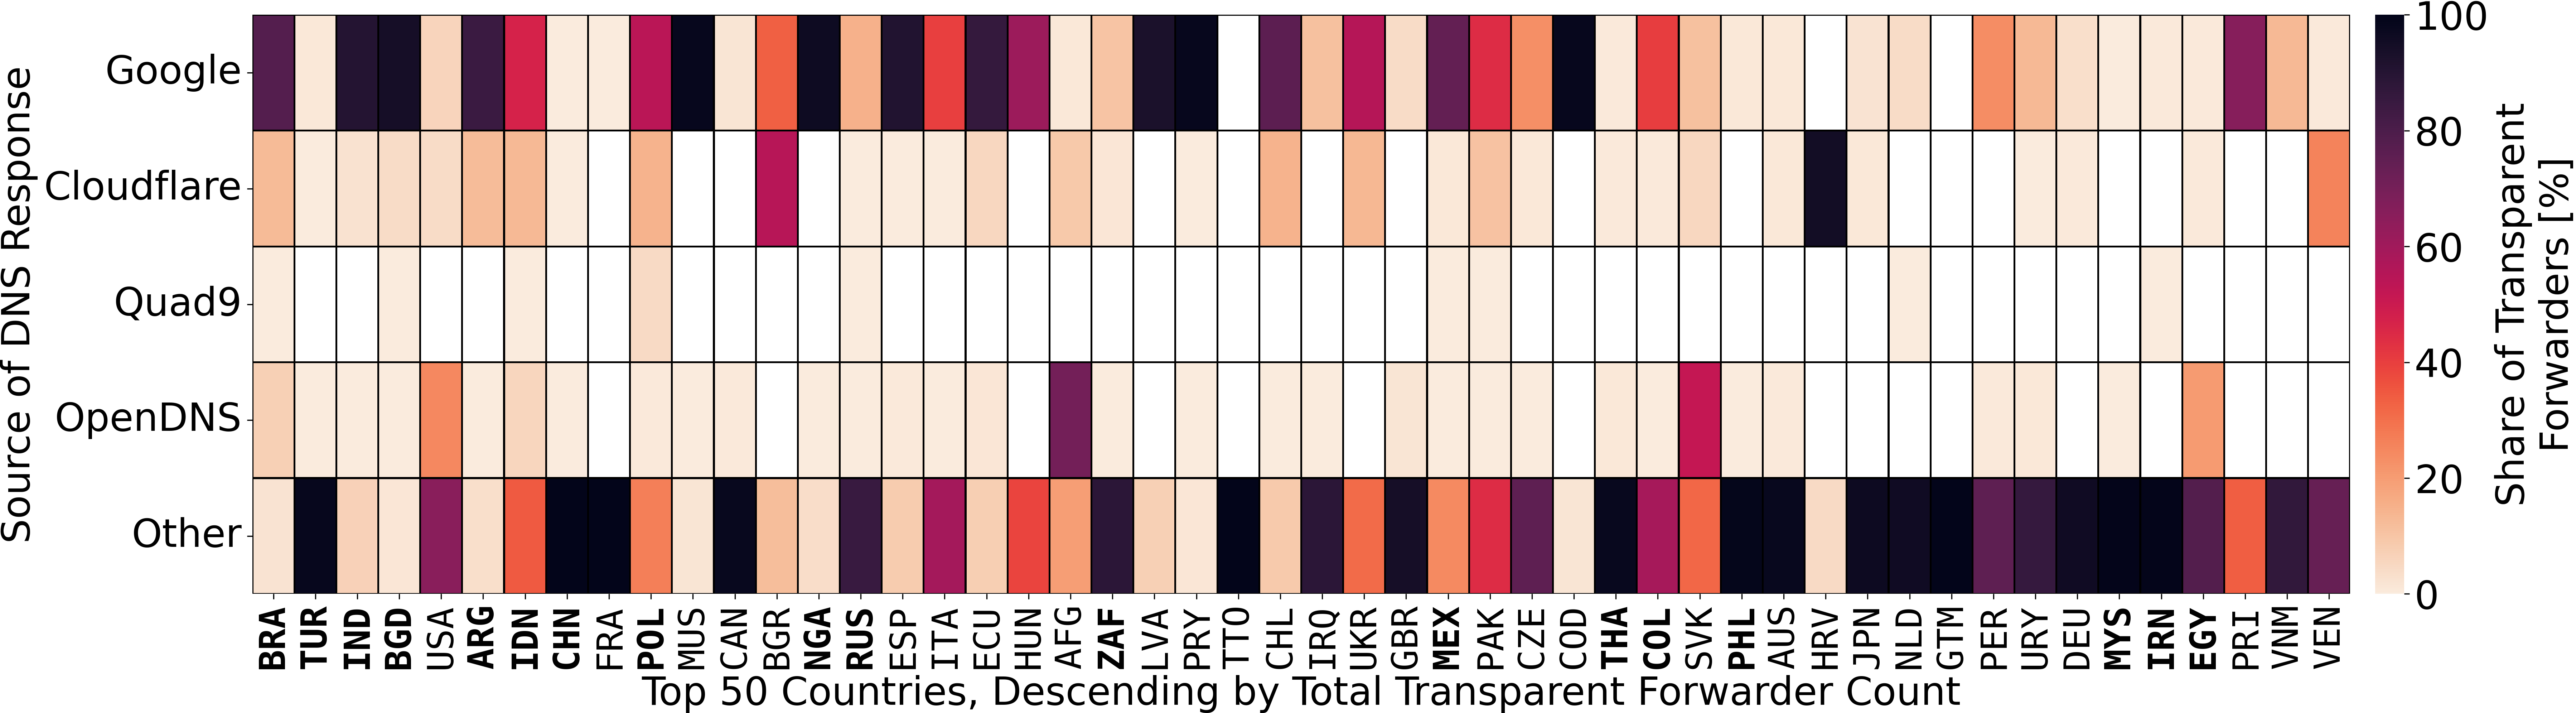 Source of DNS Response
Google
Cloudflare
Quad9
OpenDNS
Other
BRA
TUR
IND
BGD
USA
ARG
IDN
CHN
FRA
POL
MUS
CAN
BGR
NGA
RUS
ESP
ITA
ECU
HUN
AFG
ZAF
LVA
PRY
TTO
CHL
IRQ
UKR
GBR
MEX
PAK
CZE
COD
THA
COL
SVK
PHL
AUS
HRV
JPN
NLD
GTM
PER
URY
DEU
MYS
IRN
EGY
PRI
VNM
VEN
Top 50 Countries, Descending by Total Transparent Forwarder Count
100
80
60
40
20
0
Share of Transparent
Forwarders [%]